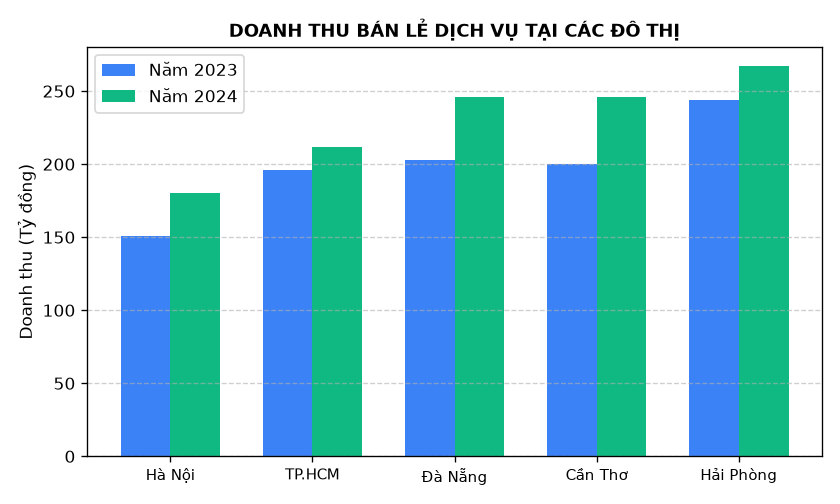 DOANH THU BÁN LẺ DỊCH VỤ TẠI CÁC ĐÔ THỊ
Năm 2023
Năm 2024
Doanh thu (Tỷ đồng)
250
200
150
100
50
0
Hà Nội TP.HCM Đà Nẵng Cần Thơ Hải Phòng